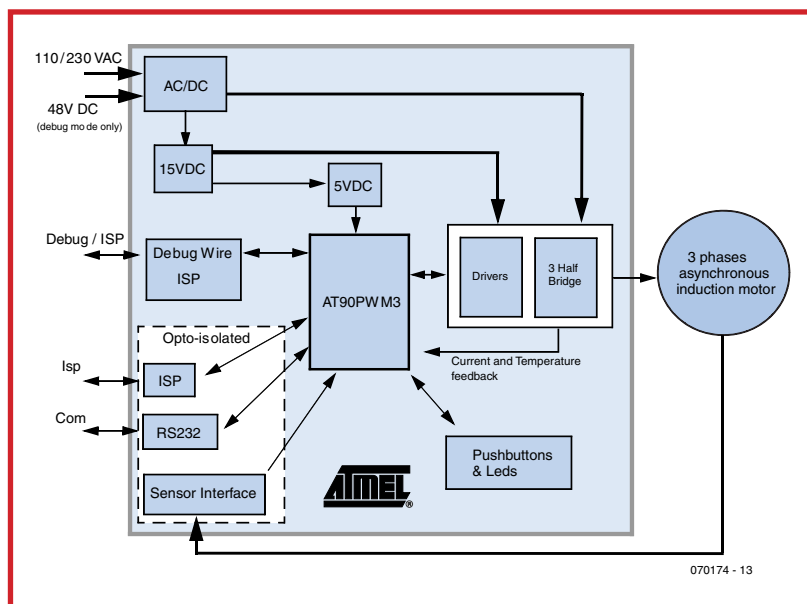 110/230 VAC
48V DC
(debug mode only)
AC/DC
15VDC
5VDC
Debug / ISP
Debug Wire
ISP
AT90PWM3
Drivers
3 Half
Bridge
3 phases
asynchronous
induction motor
Opto-isolated
Current and Temperature
feedback
Isp
ISP
Com
RS232
Pushbuttons
& Leds
Sensor Interface
ATMEL®
070174 - 13